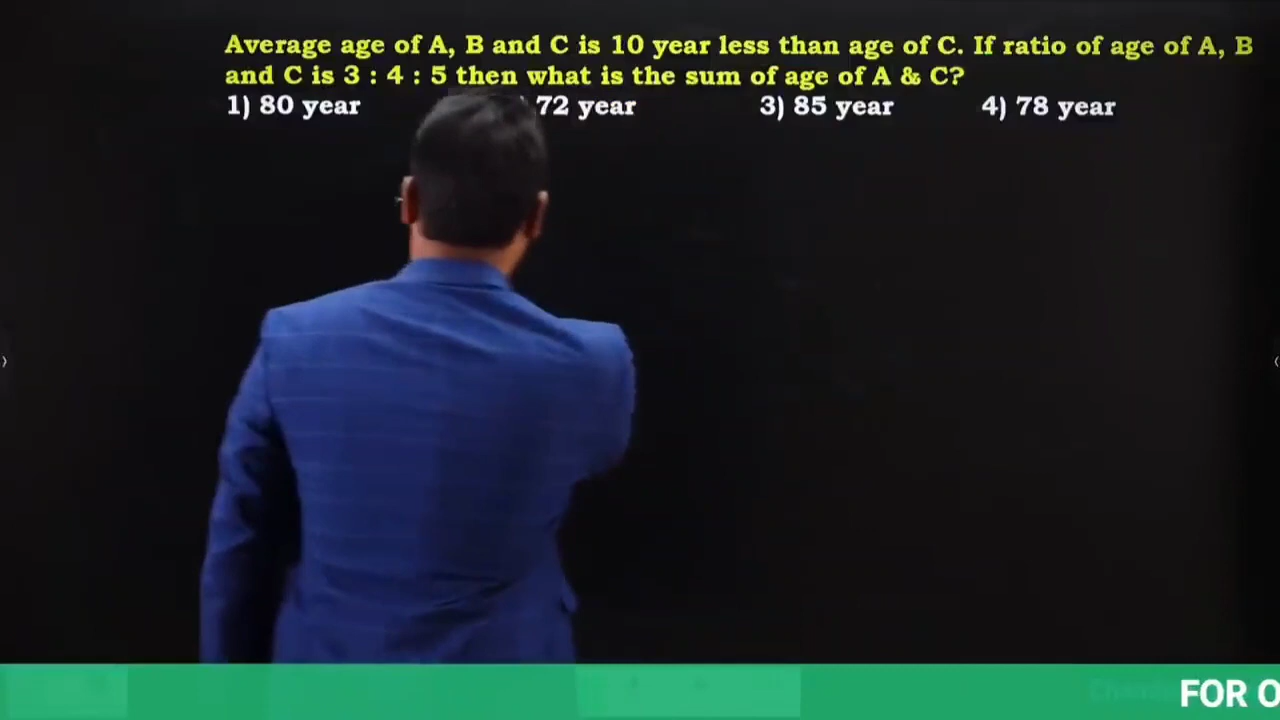 Average age of A, B and C is 10 year less than age of C. If ratio of age of A, B
and C is 3 : 4 : 5 then what is the sum of age of A & C?
1) 80 year ) 72 year 3) 85 year 4) 78 year
FOR O